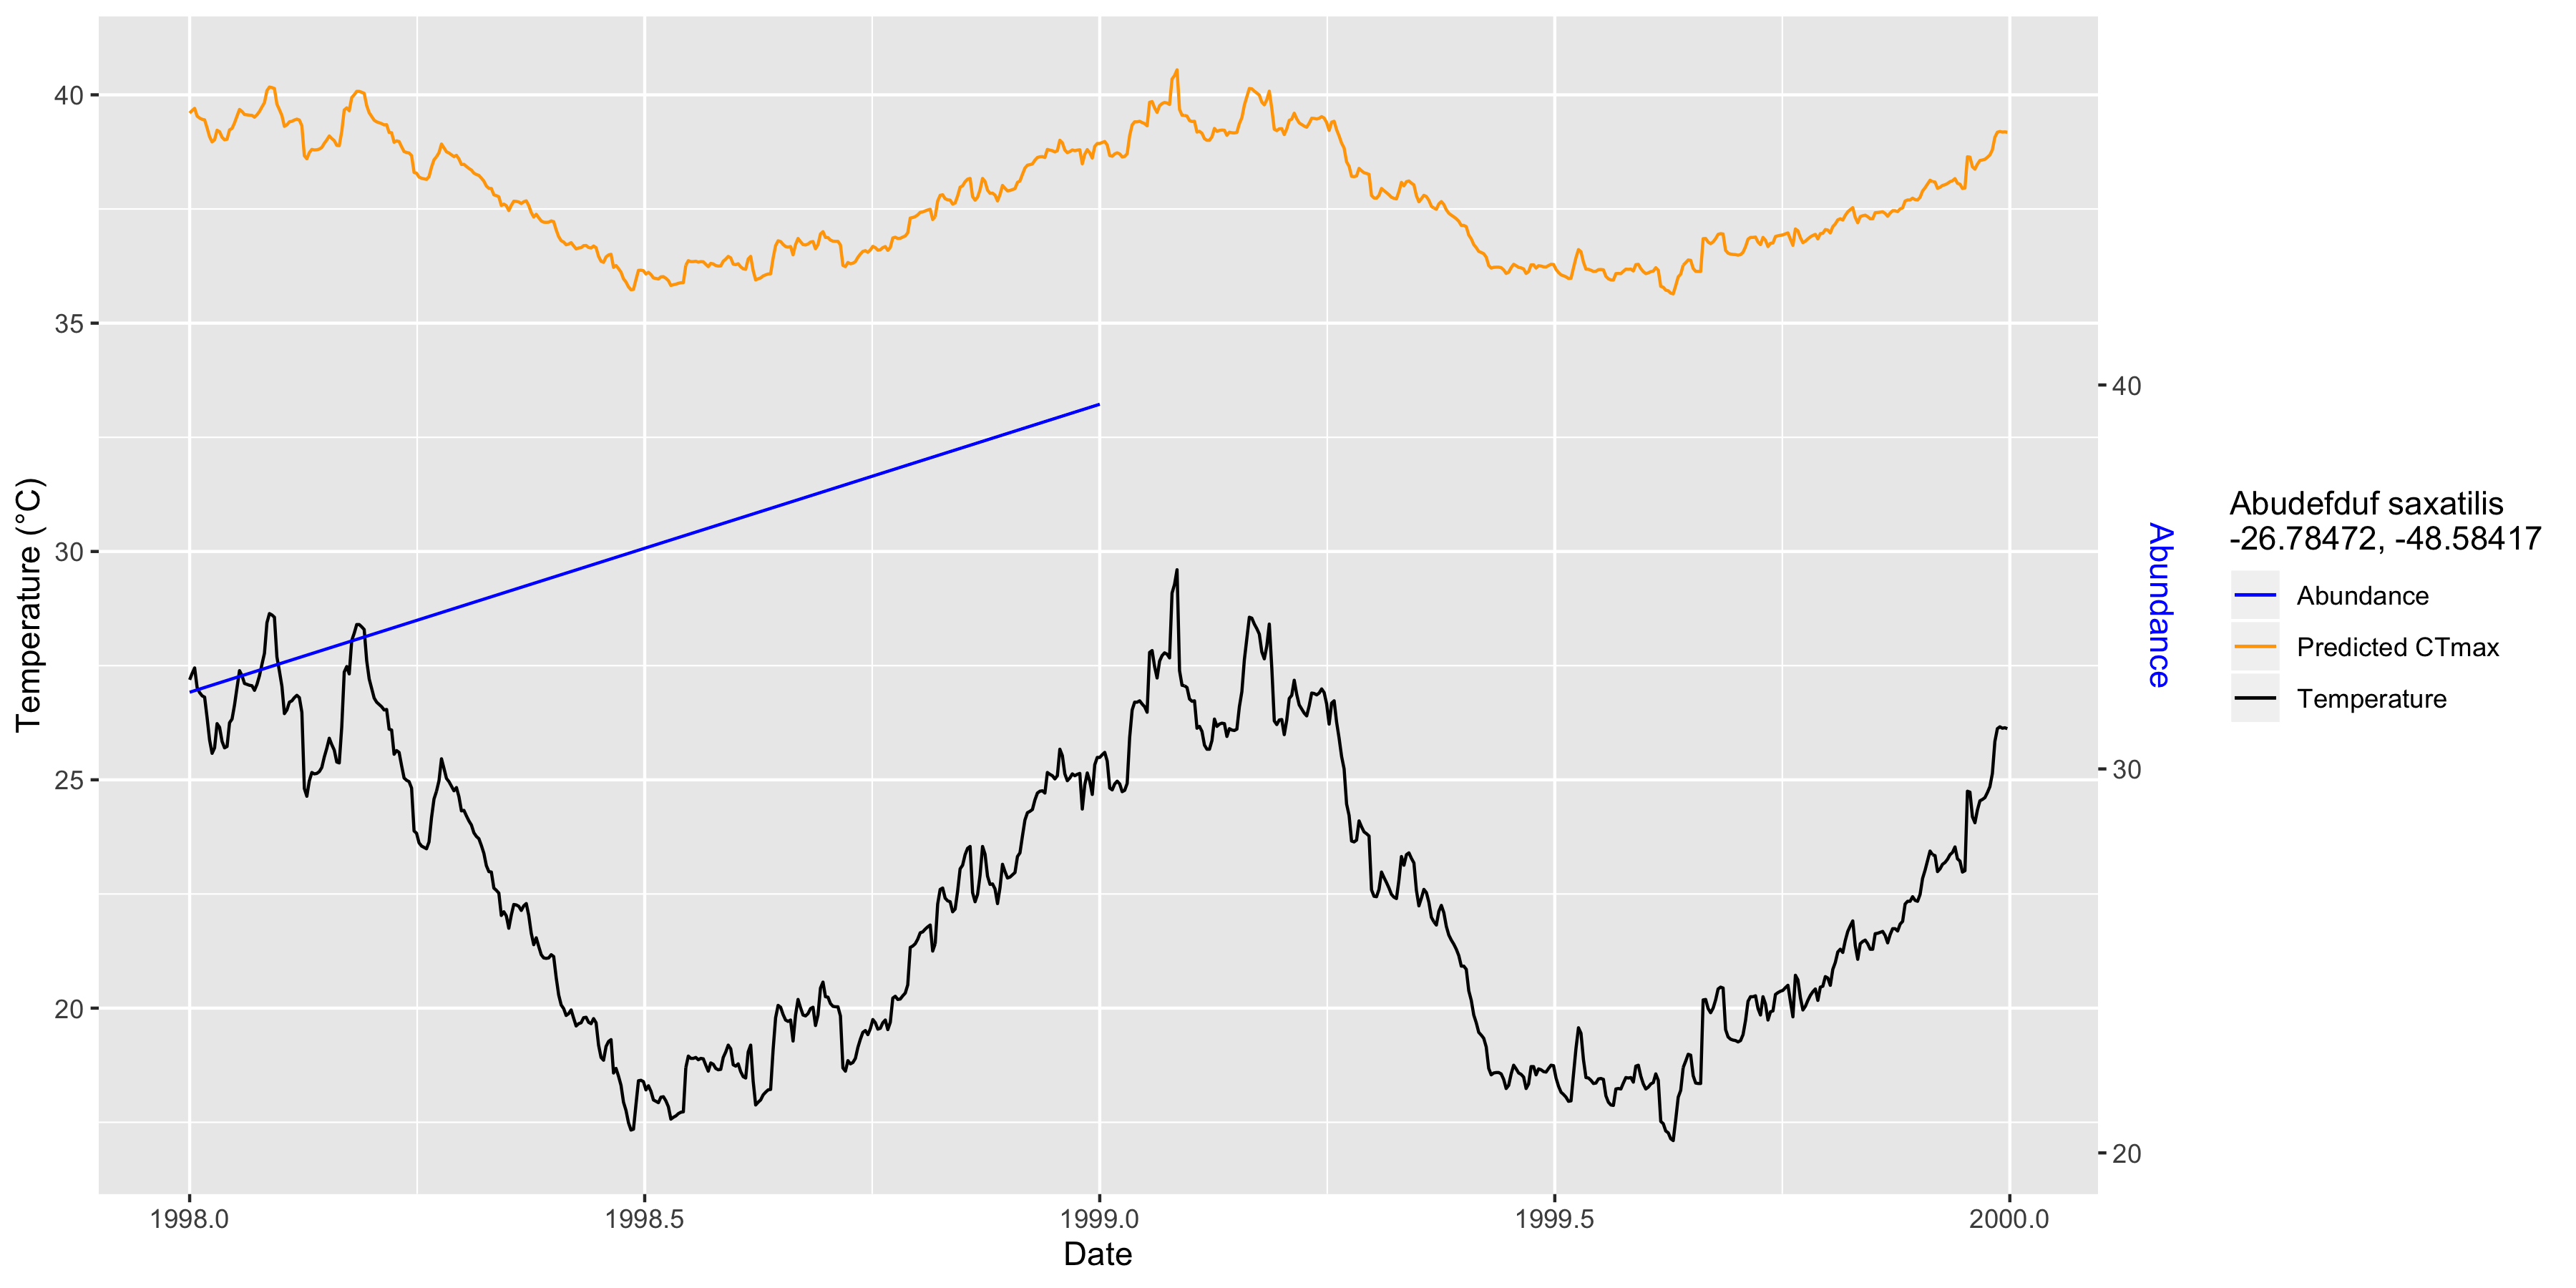 Temperature (°C)
40
35
30
25
20
1998.0
1998.5
1999.0
1999.5
2000.0
Date
40
30
20
Abundance
Abudefduf saxatilis
-26.78472, -48.58417
Abundance
Predicted CTmax
Temperature